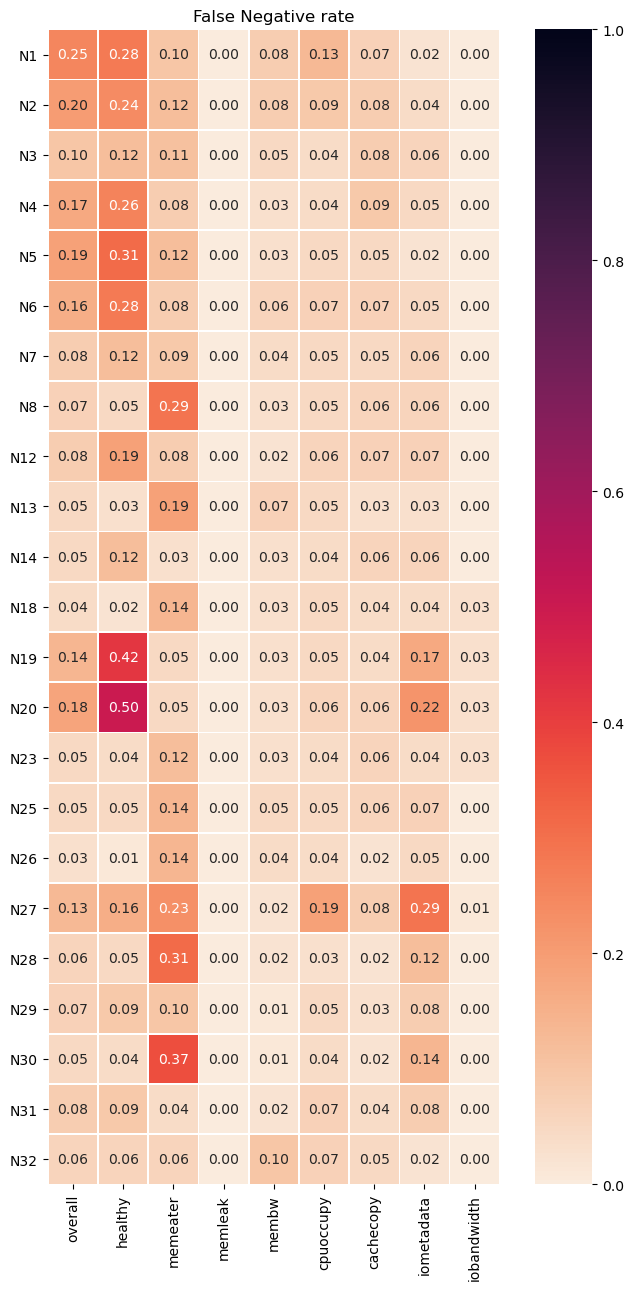 False Negative rate
N1 0.25 0.28 0.10 0.00 0.08 0.13 0.07 0.02 0.00
N2 0.20 0.24 0.12 0.00 0.08 0.09 0.08 0.04 0.00
N3 0.10 0.12 0.11 0.00 0.05 0.04 0.08 0.06 0.00
N4 0.17 0.26 0.08 0.00 0.03 0.04 0.09 0.05 0.00
N5 0.19 0.31 0.12 0.00 0.03 0.05 0.05 0.02 0.00
N6 0.16 0.28 0.08 0.00 0.06 0.07 0.07 0.05 0.00
N7 0.08 0.12 0.09 0.00 0.04 0.05 0.05 0.06 0.00
N8 0.07 0.05 0.29 0.00 0.03 0.05 0.06 0.06 0.00
N12 0.08 0.19 0.08 0.00 0.02 0.06 0.07 0.07 0.00
N13 0.05 0.03 0.19 0.00 0.07 0.05 0.03 0.03 0.00
N14 0.05 0.12 0.03 0.00 0.03 0.04 0.06 0.06 0.00
N18 0.04 0.02 0.14 0.00 0.03 0.05 0.04 0.04 0.03
N19 0.14 0.42 0.05 0.00 0.03 0.05 0.04 0.17 0.03
N20 0.18 0.50 0.05 0.00 0.03 0.06 0.06 0.22 0.03
N23 0.05 0.04 0.12 0.00 0.03 0.04 0.06 0.04 0.03
N25 0.05 0.05 0.14 0.00 0.05 0.05 0.06 0.07 0.00
N26 0.03 0.01 0.14 0.00 0.04 0.04 0.02 0.05 0.00
N27 0.13 0.16 0.23 0.00 0.02 0.19 0.08 0.29 0.01
N28 0.06 0.05 0.31 0.00 0.02 0.03 0.02 0.12 0.00
N29 0.07 0.09 0.10 0.00 0.01 0.05 0.03 0.08 0.00
N30 0.05 0.04 0.37 0.00 0.01 0.04 0.02 0.14 0.00
N31 0.08 0.09 0.04 0.00 0.02 0.07 0.04 0.08 0.00
N32 0.06 0.06 0.06 0.00 0.10 0.07 0.05 0.02 0.00
overall healthy memeater memleak membw cpuoccupy cachecopy iometadata iobandwidth
1.0
0.8
0.6
0.4
0.2
0.0